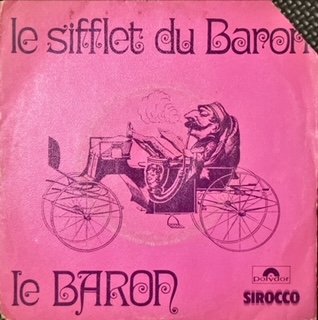 le sifflet du Baron
le BARON
polydor
SIROCCO